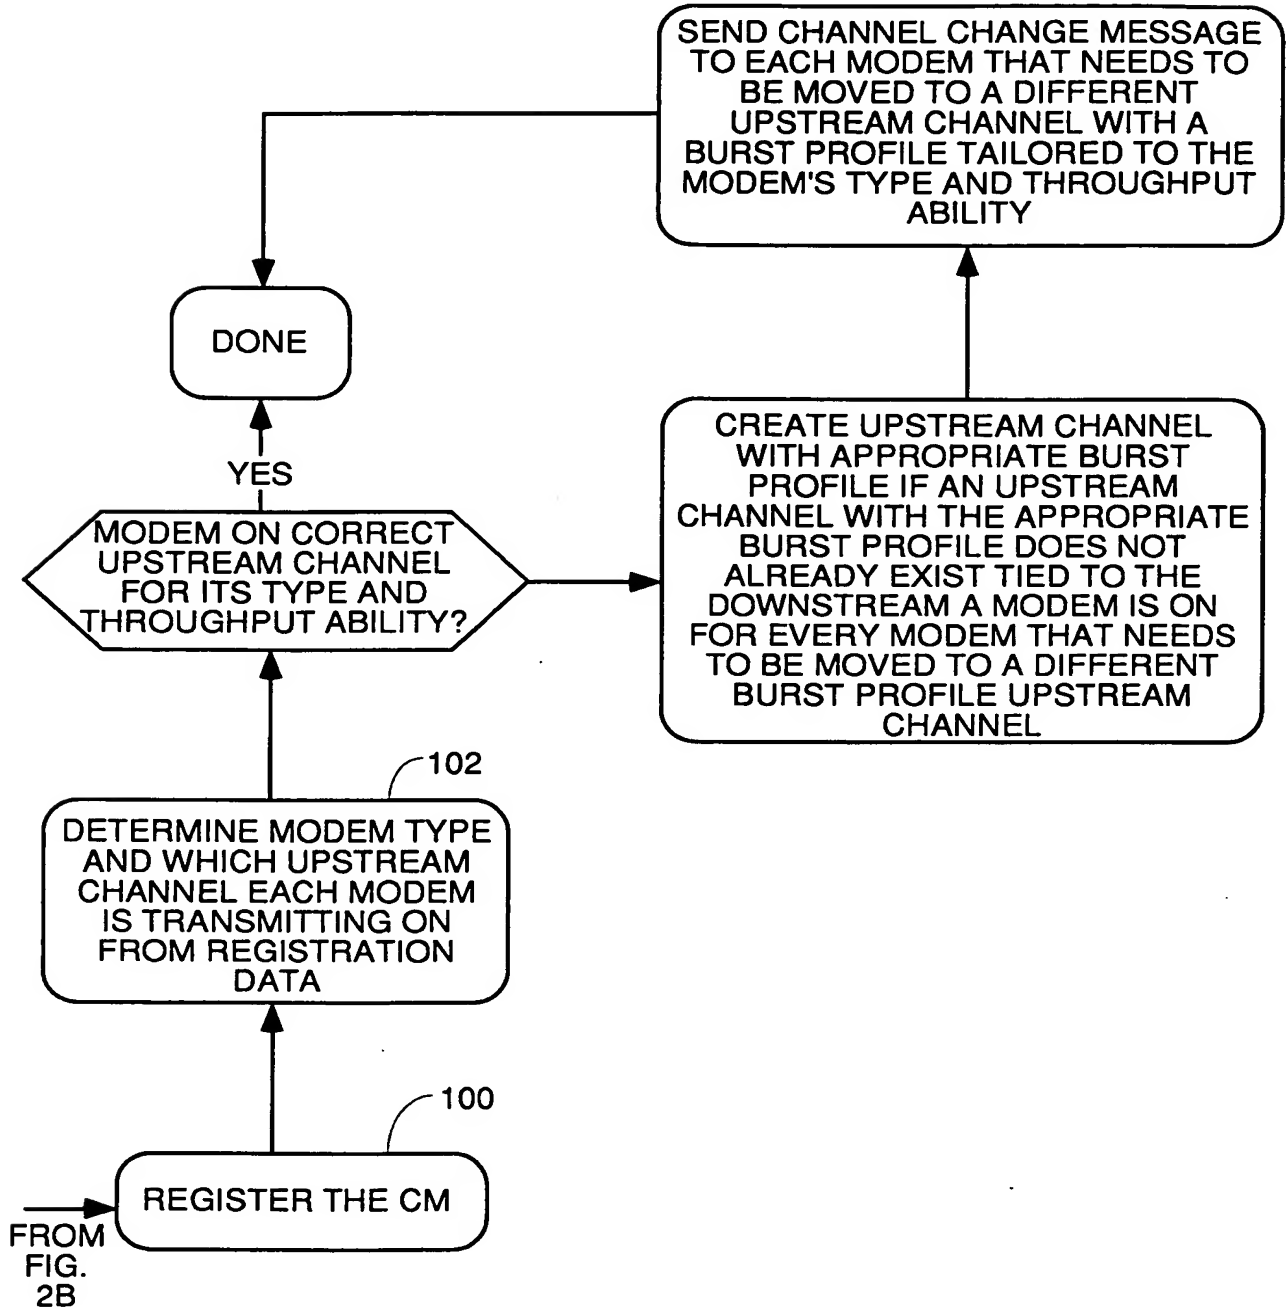 SEND CHANNEL CHANGE MESSAGE
TO EACH MODEM THAT NEEDS TO
BE MOVED TO A DIFFERENT
UPSTREAM CHANNEL WITH A
BURST PROFILE TAILORED TO THE
MODEM'S TYPE AND THROUGHPUT
ABILITY
DONE
YES
MODEM ON CORRECT
UPSTREAM CHANNEL
FOR ITS TYPE AND
THROUGHPUT ABILITY?
CREATE UPSTREAM CHANNEL
WITH APPROPRIATE BURST
PROFILE IF AN UPSTREAM
CHANNEL WITH THE APPROPRIATE
BURST PROFILE DOES NOT
ALREADY EXIST TIED TO THE
DOWNSTREAM A MODEM IS ON
FOR EVERY MODEM THAT NEEDS
TO BE MOVED TO A DIFFERENT
BURST PROFILE UPSTREAM
CHANNEL
102
DETERMINE MODEM TYPE
AND WHICH UPSTREAM
CHANNEL EACH MODEM
IS TRANSMITTING ON
FROM REGISTRATION
DATA
100
REGISTER THE CM
FROM
FIG.
2B